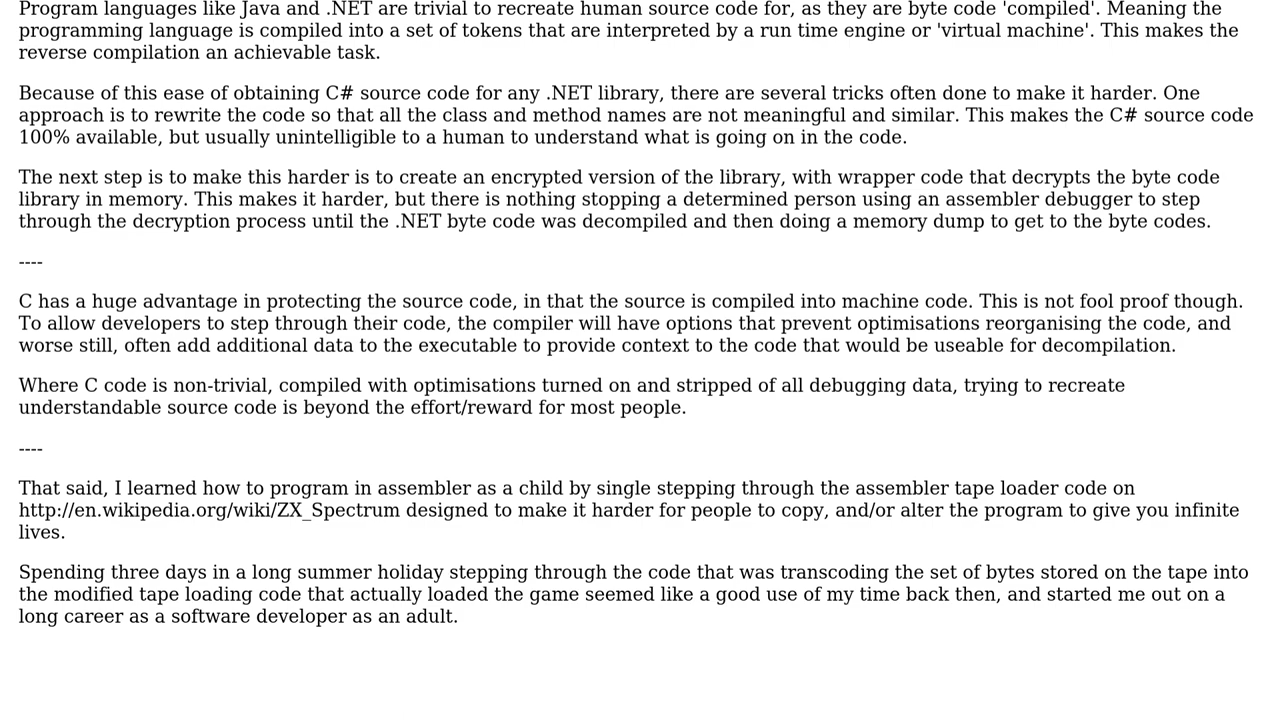 Program languages like Java and .NET are trivial to recreate human source code for, as they are byte code 'compiled'. Meaning the
programming language is compiled into a set of tokens that are interpreted by a run time engine or 'virtual machine'. This makes the
reverse compilation an achievable task.
Because of this ease of obtaining C# source code for any .NET library, there are several tricks often done to make it harder. One
approach is to rewrite the code so that all the class and method names are not meaningful and similar. This makes the C# source code
100% available, but usually unintelligible to a human to understand what is going on in the code.
The next step is to make this harder is to create an encrypted version of the library, with wrapper code that decrypts the byte code
library in memory. This makes it harder, but there is nothing stopping a determined person using an assembler debugger to step
through the decryption process until the .NET byte code was decompiled and then doing a memory dump to get to the byte codes.
----
C has a huge advantage in protecting the source code, in that the source is compiled into machine code. This is not fool proof though.
To allow developers to step through their code, the compiler will have options that prevent optimisations reorganising the code, and
worse still, often add additional data to the executable to provide context to the code that would be useable for decompilation.
Where C code is non-trivial, compiled with optimisations turned on and stripped of all debugging data, trying to recreate
understandable source code is beyond the effort/reward for most people.
----
That said, I learned how to program in assembler as a child by single stepping through the assembler tape loader code on
http://en.wikipedia.org/wiki/ZX_Spectrum designed to make it harder for people to copy, and/or alter the program to give you infinite
lives.
Spending three days in a long summer holiday stepping through the code that was transcoding the set of bytes stored on the tape into
the modified tape loading code that actually loaded the game seemed like a good use of my time back then, and started me out on a
long career as a software developer as an adult.